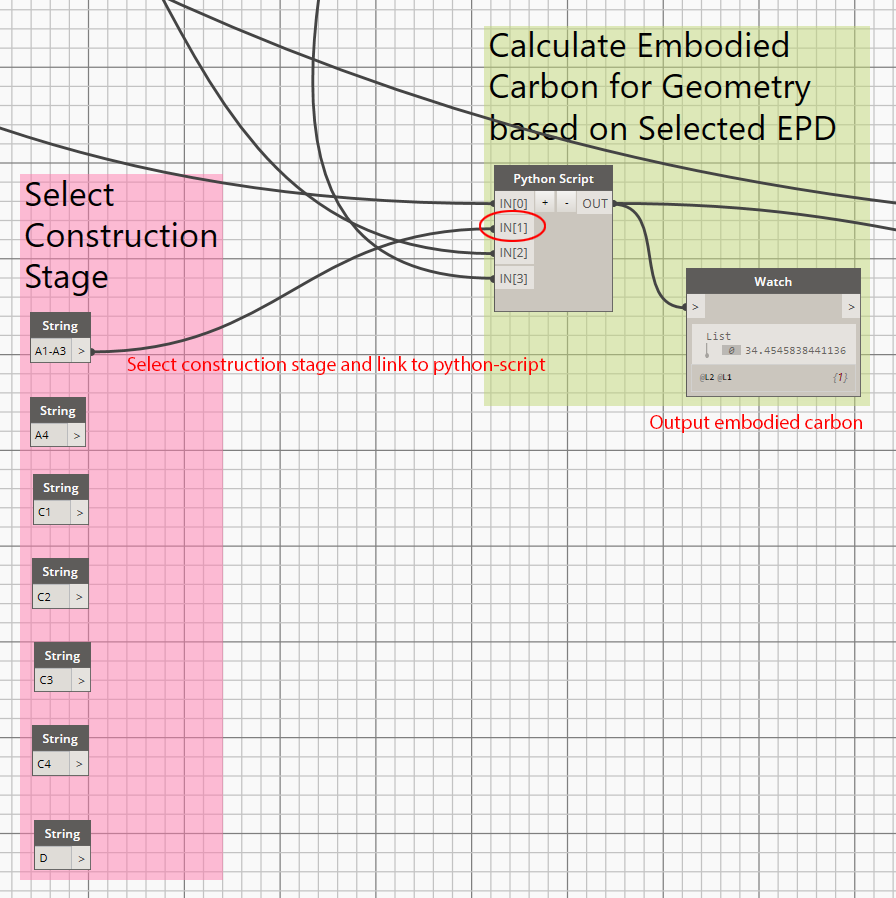 Calculate Embodied
Carbon for Geometry
based on Selected EPD
Python Script
IN[0] + - OUT
IN[1]
IN[2]
IN[3]
Watch
> >
List
0 34.4545838441136
@L2 @L1 {1}
Output embodied carbon
Select
Construction
Stage
String
A1-A3 >
Select construction stage and link to python-script
String
A4 >
String
C1 >
String
C2 >
String
C3 >
String
C4 >
String
D >